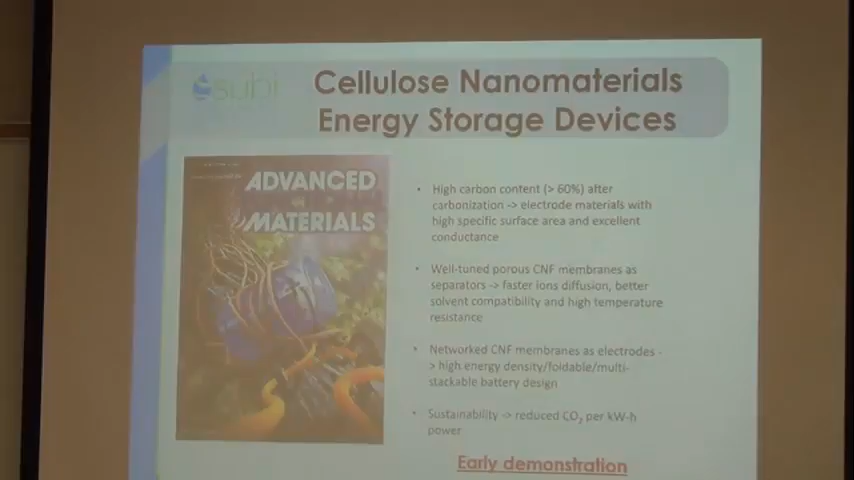 subi
Cellulose Nanomaterials
Energy Storage Devices
ADVANCED
MATERIALS
• High carbon content (> 60%) after
carbonization -> electrode materials with
high specific surface area and excellent
conductance
• Well-tuned porous CNF membranes as
separators -> faster ions diffusion, better
solvent compatibility and high temperature
resistance
• Networked CNF membranes as electrodes -
> high energy density/foldable/multi-
stackable battery design
• Sustainability -> reduced CO₂ per kW-h
power
Early demonstration